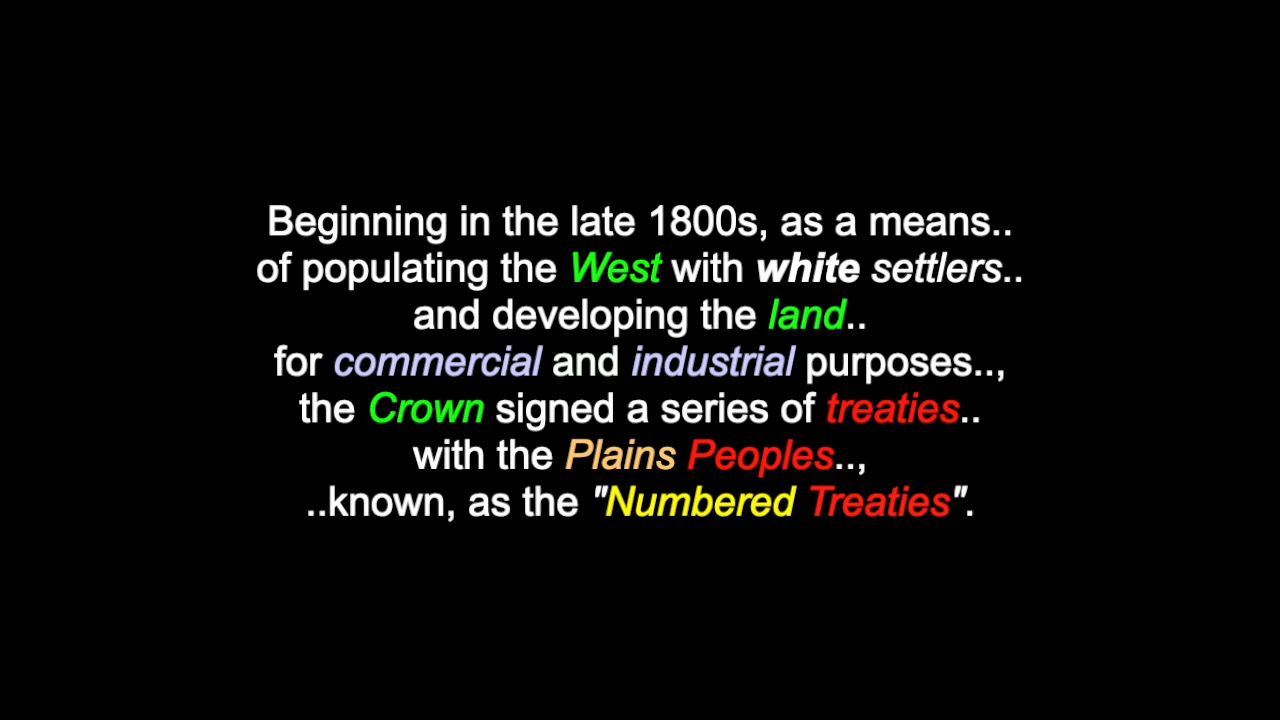 Beginning in the late 1800s, as a means..
of populating the West with white settlers..
and developing the land..
for commercial and industrial purposes..,
the Crown signed a series of treaties..
with the Plains Peoples..,
..known, as the "Numbered Treaties".